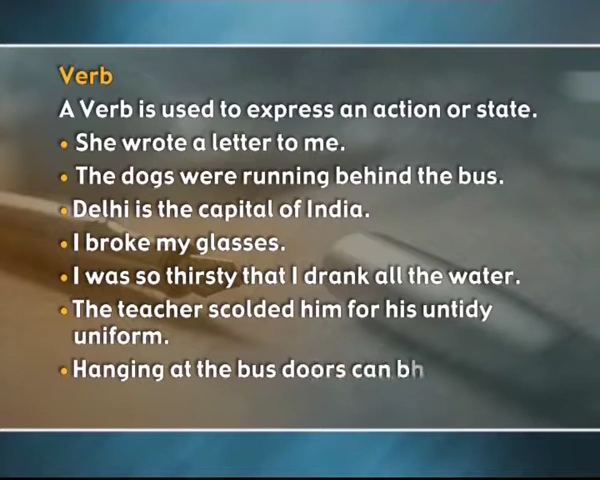 Verb
A Verb is used to express an action or state.
• She wrote a letter to me.
• The dogs were running behind the bus.
• Delhi is the capital of India.
• I broke my glasses.
• I was so thirsty that I drank all the water.
• The teacher scolded him for his untidy
uniform.
• Hanging at the bus doors can bh